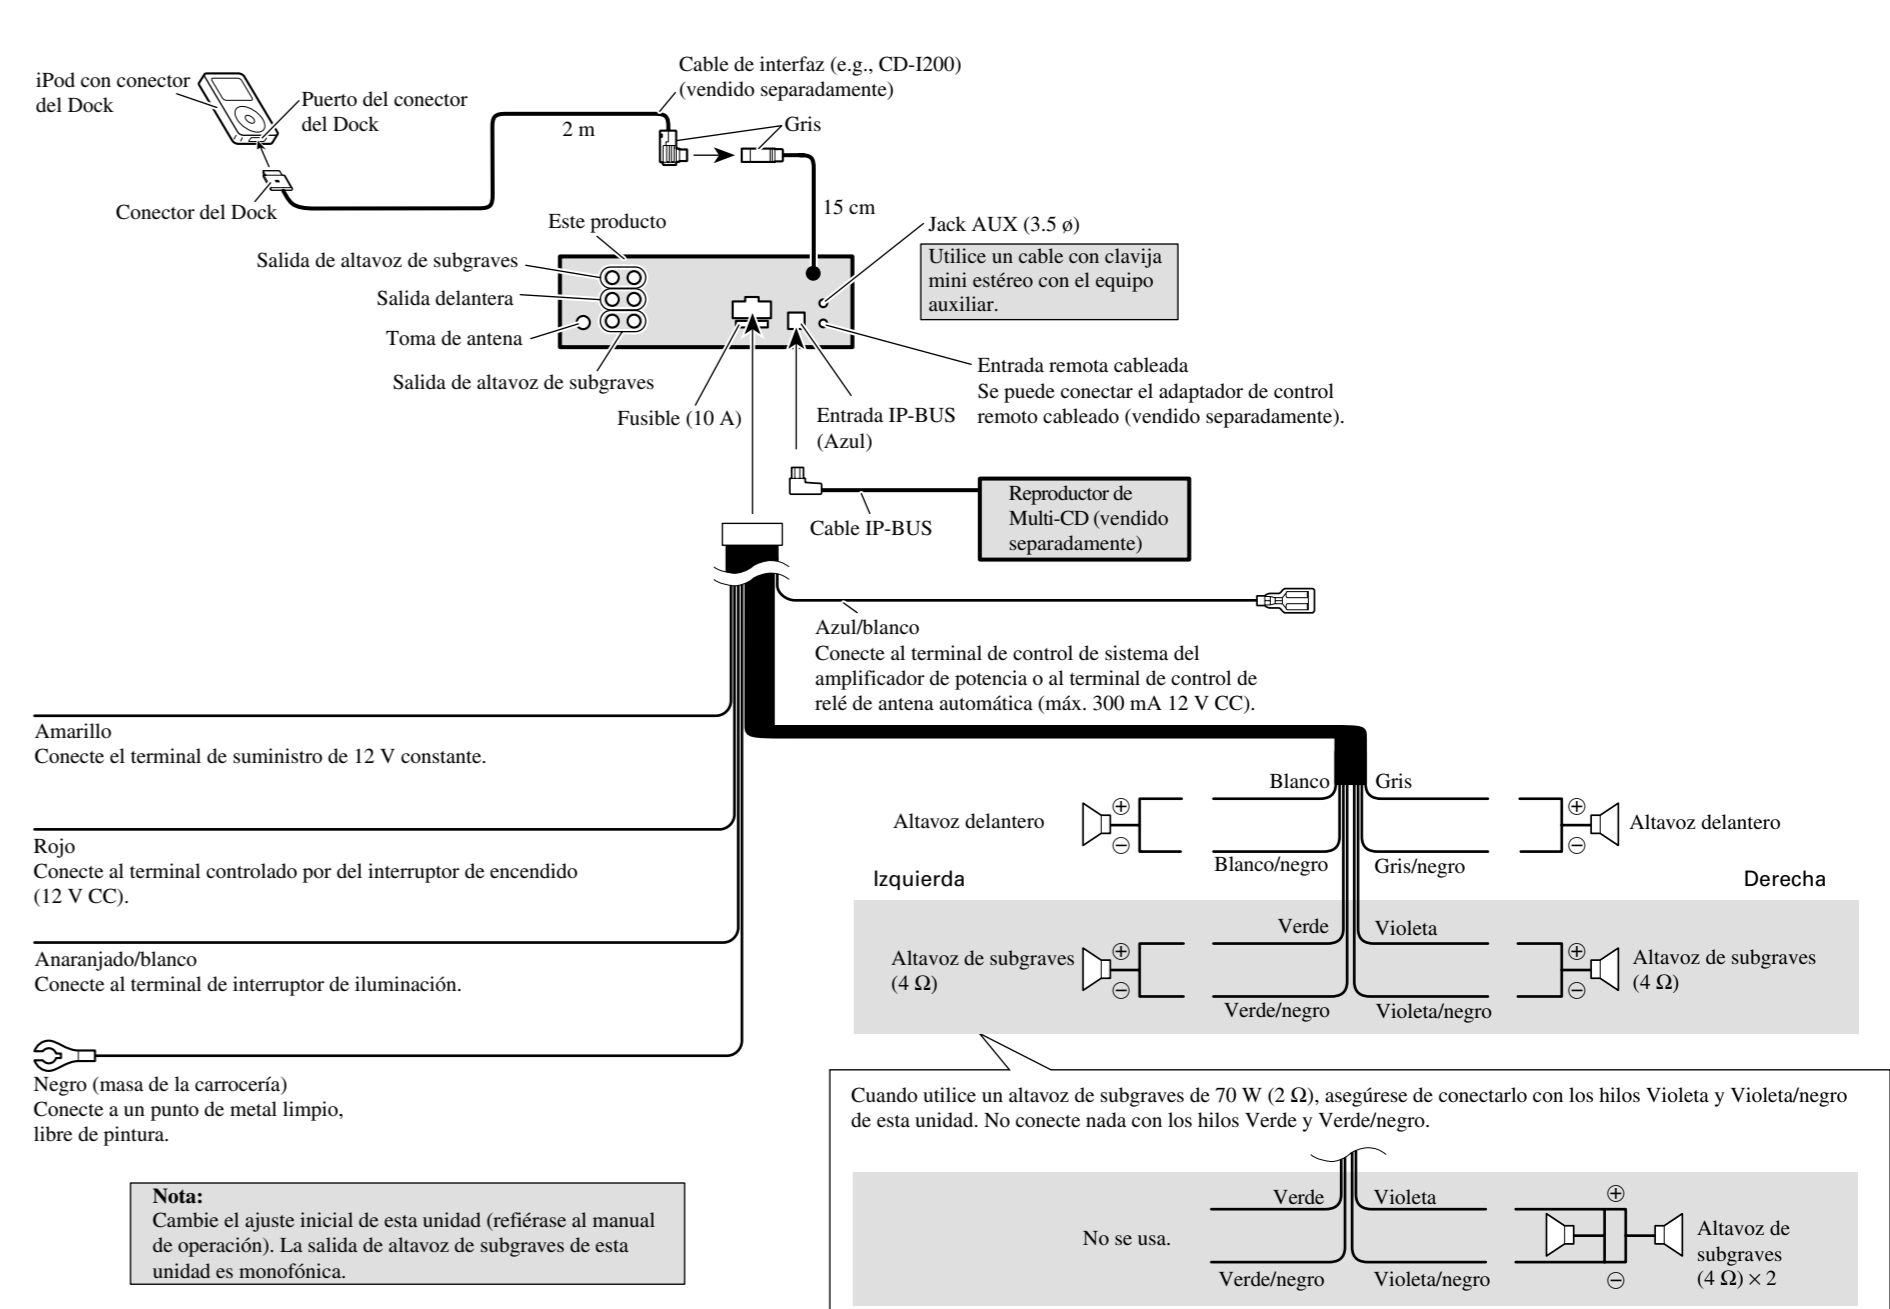 iPod con conector
del Dock
Puerto del conector
del Dock
Conector del Dock
2 m
Cable de interfaz (e.g., CD-I200)
(vendido separadamente)
Gris
15 cm
Este producto
Salida de altavoz de subgraves
Salida delantera
Toma de antena
Salida de altavoz de subgraves
Fusible (10 A)
Jack AUX (3.5 ø)
Utilice un cable con clavija
mini estéreo con el equipo
auxiliar.
Entrada IP-BUS
(Azul)
Entrada remota cableada
Se puede conectar el adaptador de control
remoto cableado (vendido separadamente).
Cable IP-BUS
Reproductor de
Multi-CD (vendido
separadamente)
Azul/blanco
Conecte al terminal de control de sistema del
amplificador de potencia o al terminal de control de
relé de antena automática (máx. 300 mA 12 V CC).
Amarillo
Conecte el terminal de suministro de 12 V constante.
Rojo
Conecte al terminal controlado por del interruptor de encendido
(12 V CC).
Anaranjado/blanco
Conecte al terminal de interruptor de iluminación.
Negro (masa de la carrocería)
Conecte a un punto de metal limpio,
libre de pintura.
Nota:
Cambie el ajuste inicial de esta unidad (refiérase al manual
de operación). La salida de altavoz de subgraves de esta
unidad es monofónica.
Blanco
Gris
Altavoz delantero
⊕
⊖
⊕
⊖
Altavoz delantero
Blanco/negro
Gris/negro
Izquierda
Derecha
Verde
Violeta
Altavoz de subgraves
(4 Ω)
⊕
⊖
⊕
⊖
Altavoz de subgraves
(4 Ω)
Verde/negro
Violeta/negro
Cuando utilice un altavoz de subgraves de 70 W (2 Ω), asegúrese de conectarlo con los hilos Violeta y Violeta/negro
de esta unidad. No conecte nada con los hilos Verde y Verde/negro.
Verde
Violeta
⊕
No se usa.
Altavoz de
subgraves
(4 Ω) × 2
Verde/negro
Violeta/negro
⊖